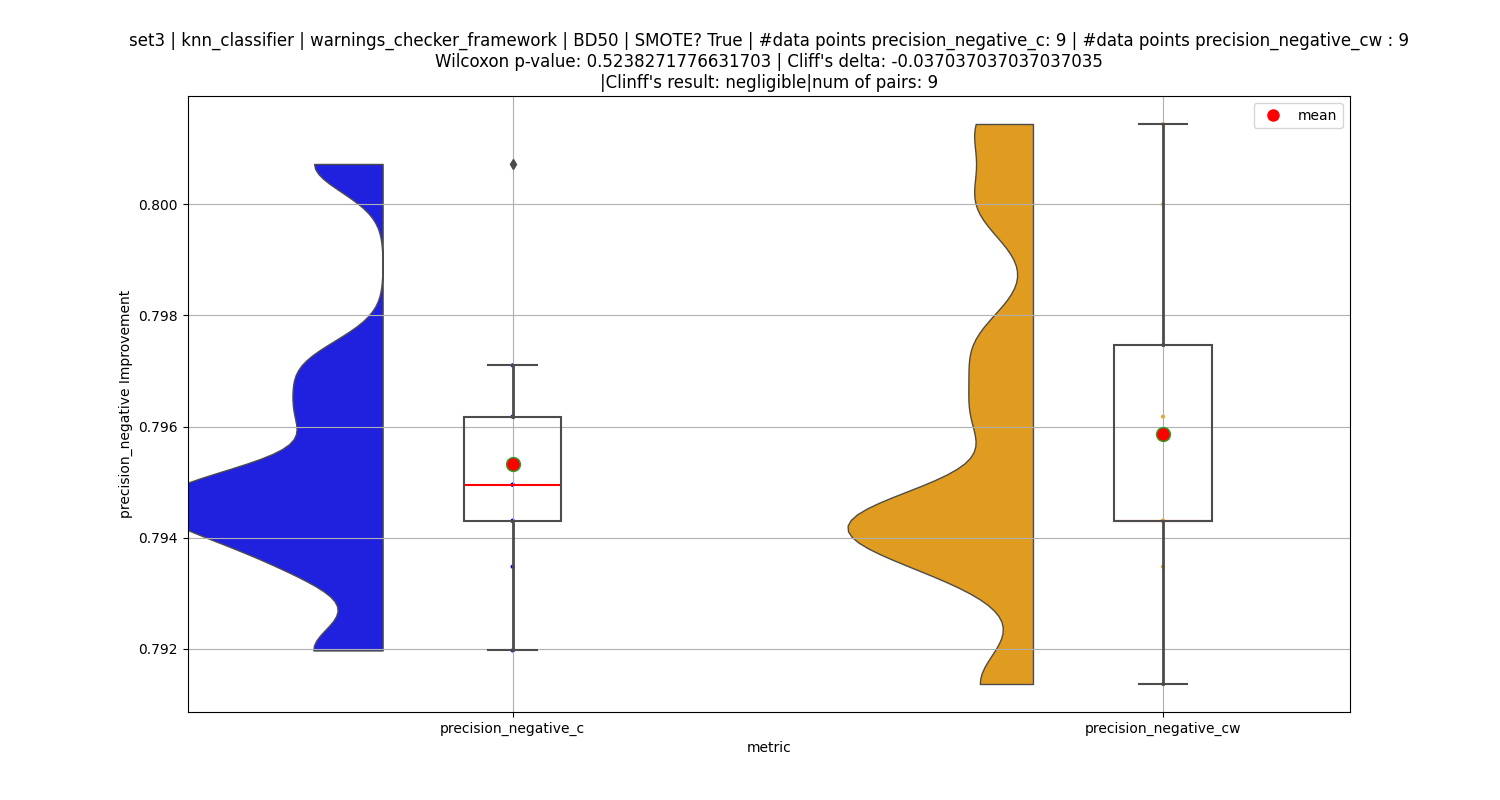 set3 | knn_classifier | warnings_checker_framework | BD50 | SMOTE? True | #data points precision_negative_c: 9 | #data points precision_negative_cw : 9
Wilcoxon p-value: 0.5238271776631703 | Cliff's delta: -0.037037037037037035
|Clinff's result: negligible|num of pairs: 9
mean
0.800
0.798
0.796
0.794
0.792
precision_negative Improvement
precision_negative_c
precision_negative_cw
metric